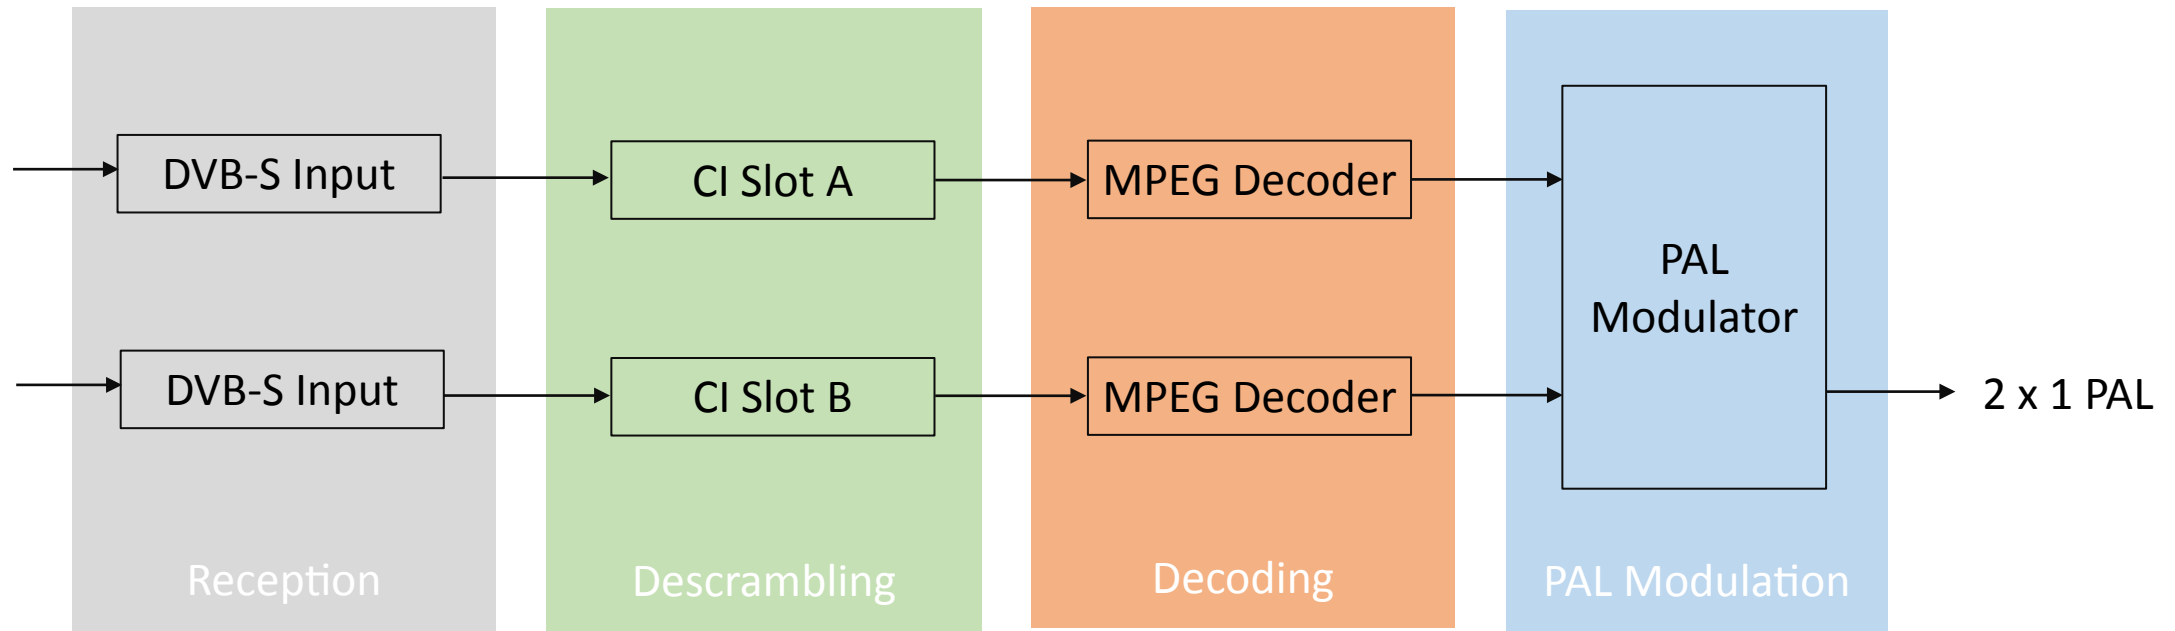 DVB-S Input
CI Slot A
MPEG Decoder
PAL
Modulator
DVB-S Input
CI Slot B
MPEG Decoder
2 x 1 PAL
Reception
Descrambling
Decoding
PAL Modulation